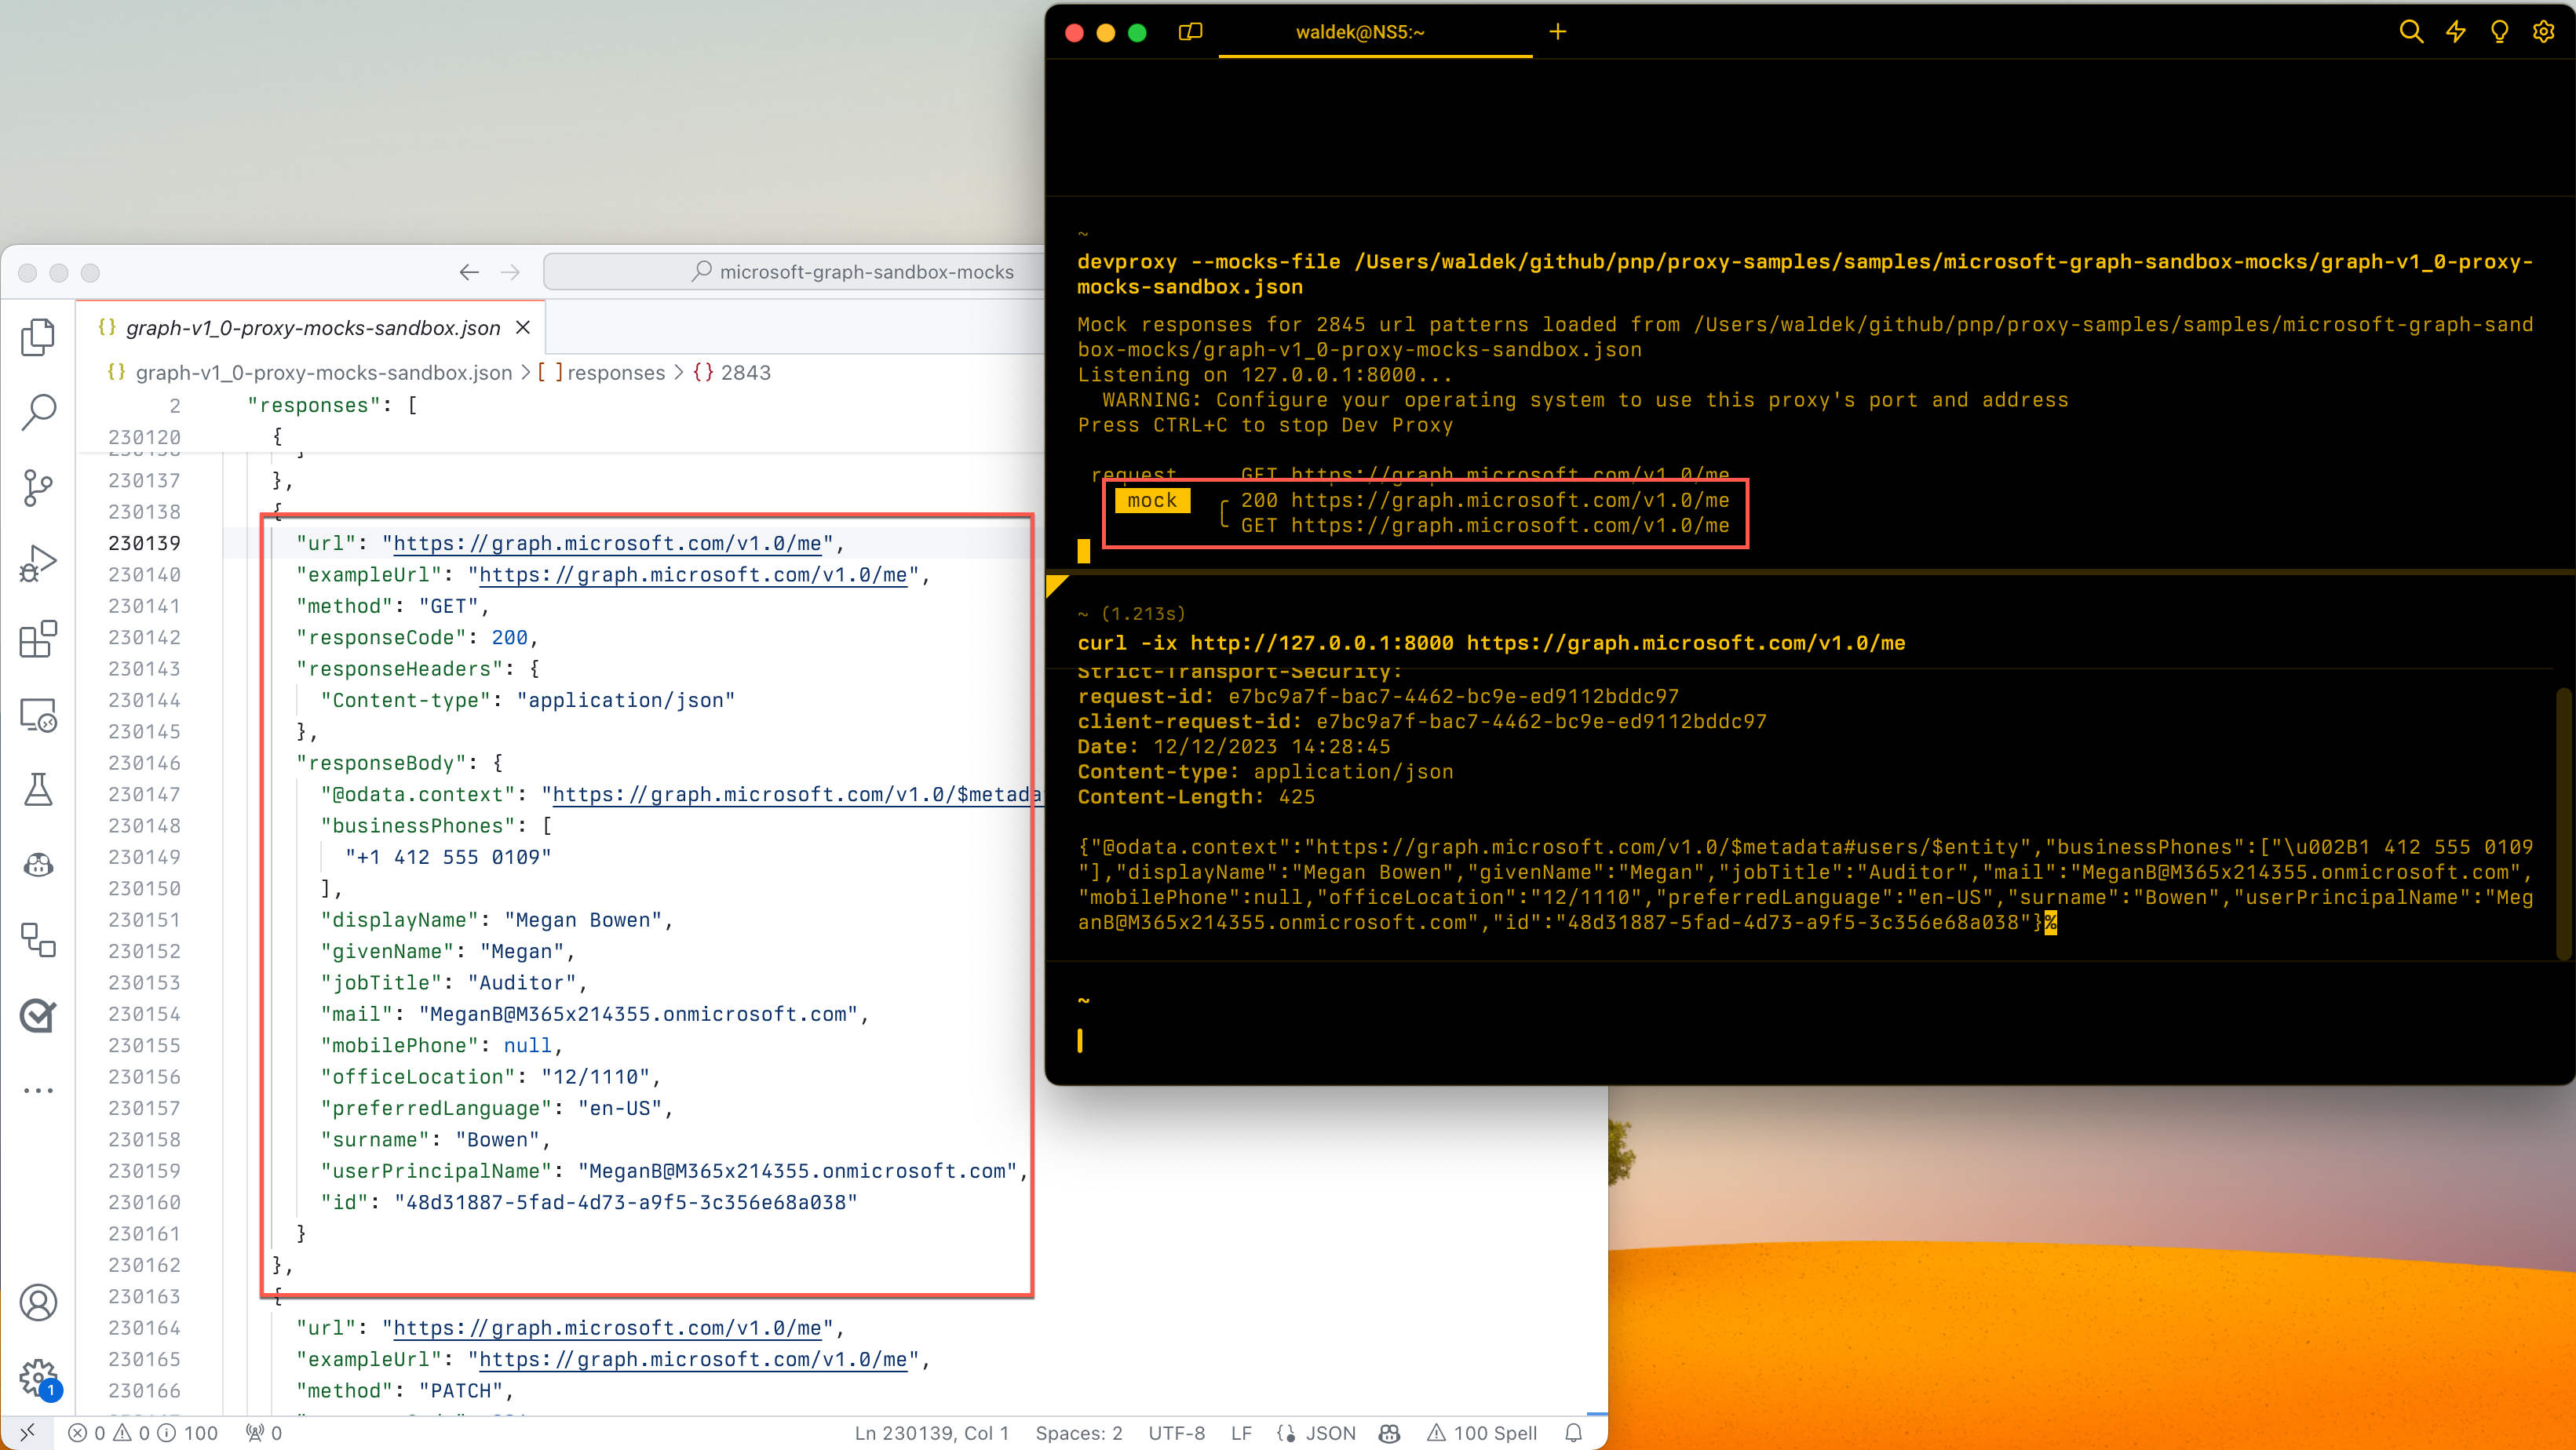 microsoft-graph-sandbox-mocks
{} graph-v1_0-proxy-mocks-sandbox.json ×
{} graph-v1_0-proxy-mocks-sandbox.json > [ ] responses > {} 2843
2 "responses": [
230120 {
230137 },
230138 {
230139 "url": "https://graph.microsoft.com/v1.0/me",
230140 "exampleUrl": "https://graph.microsoft.com/v1.0/me",
230141 "method": "GET",
230142 "responseCode": 200,
230143 "responseHeaders": {
230144 "Content-type": "application/json"
230145 },
230146 "responseBody": {
230147 "@odata.context": "https://graph.microsoft.com/v1.0/$metada
230148 "businessPhones": [
230149 "+1 412 555 0109"
230150 ],
230151 "displayName": "Megan Bowen",
230152 "givenName": "Megan",
230153 "jobTitle": "Auditor",
230154 "mail": "MeganB@M365x214355.onmicrosoft.com",
230155 "mobilePhone": null,
230156 "officeLocation": "12/1110",
230157 "preferredLanguage": "en-US",
230158 "surname": "Bowen",
230159 "userPrincipalName": "MeganB@M365x214355.onmicrosoft.com",
230160 "id": "48d31887-5fad-4d73-a9f5-3c356e68a038"
230161 }
230162 },
230163 {
230164 "url": "https://graph.microsoft.com/v1.0/me",
230165 "exampleUrl": "https://graph.microsoft.com/v1.0/me",
230166 "method": "PATCH",
1
0 0 100 0 Ln 230139, Col 1 Spaces: 2 UTF-8 LF {} JSON 100 Spell
waldek@NS5:~ +
~
devproxy --mocks-file /Users/waldek/github/pnp/proxy-samples/samples/microsoft-graph-sandbox-mocks/graph-v1_0-proxy-
mocks-sandbox.json
Mock responses for 2845 url patterns loaded from /Users/waldek/github/pnp/proxy-samples/samples/microsoft-graph-sand
box-mocks/graph-v1_0-proxy-mocks-sandbox.json
Listening on 127.0.0.1:8000...
WARNING: Configure your operating system to use this proxy's port and address
Press CTRL+C to stop Dev Proxy
request GET https://graph.microsoft.com/v1.0/me
mock 200 https://graph.microsoft.com/v1.0/me
GET https://graph.microsoft.com/v1.0/me
~ (1.213s)
curl -ix http://127.0.0.1:8000 https://graph.microsoft.com/v1.0/me
Strict-Transport-Security:
request-id: e7bc9a7f-bac7-4462-bc9e-ed9112bddc97
client-request-id: e7bc9a7f-bac7-4462-bc9e-ed9112bddc97
Date: 12/12/2023 14:28:45
Content-type: application/json
Content-Length: 425
{"@odata.context":"https://graph.microsoft.com/v1.0/$metadata#users/$entity","businessPhones":["\u002B1 412 555 0109
"],"displayName":"Megan Bowen","givenName":"Megan","jobTitle":"Auditor","mail":"MeganB@M365x214355.onmicrosoft.com",
"mobilePhone":null,"officeLocation":"12/1110","preferredLanguage":"en-US","surname":"Bowen","userPrincipalName":"Meg
anB@M365x214355.onmicrosoft.com","id":"48d31887-5fad-4d73-a9f5-3c356e68a038"}%
~